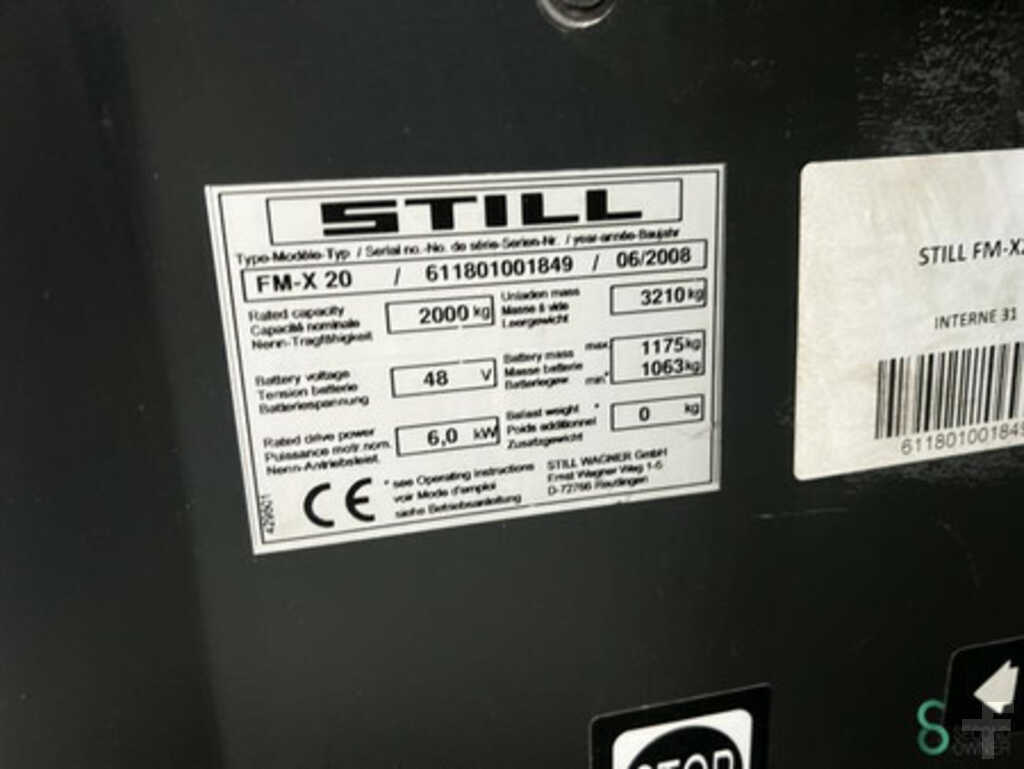 STILL
Type-Modèle-Typ / Serial no.-No. de série-Serien-Nr. / year-année-Baujahr
FM-X 20 / 611801001849 / 06/2008
Rated capacity
Capacité nominale
Nenn-Tragfähigkeit
2000 kg
Unladen mass
Masse à vide
Leergewicht
3210 kg
Battery voltage
Tension batterie
Batteriespannung
48 V
Battery mass
Masse batterie
Batteriegew.
max 1175 kg
min* 1063 kg
Rated drive power
Puissance motr.nom.
Nenn-Antriebsleist.
6,0 kW
Ballast weight *
Poids additionnel
Zusatzgewicht
0 kg
CE
* see Operating Instructions
voir Mode d'emploi
siehe Betriebsanleitung
STILL WAGNER GmbH
Ernst Wagner Weg 1-5
D-72766 Reutlingen
429601
STILL FM-X
INTERNE 31
61180100184
STOP
SECOND
OWNER